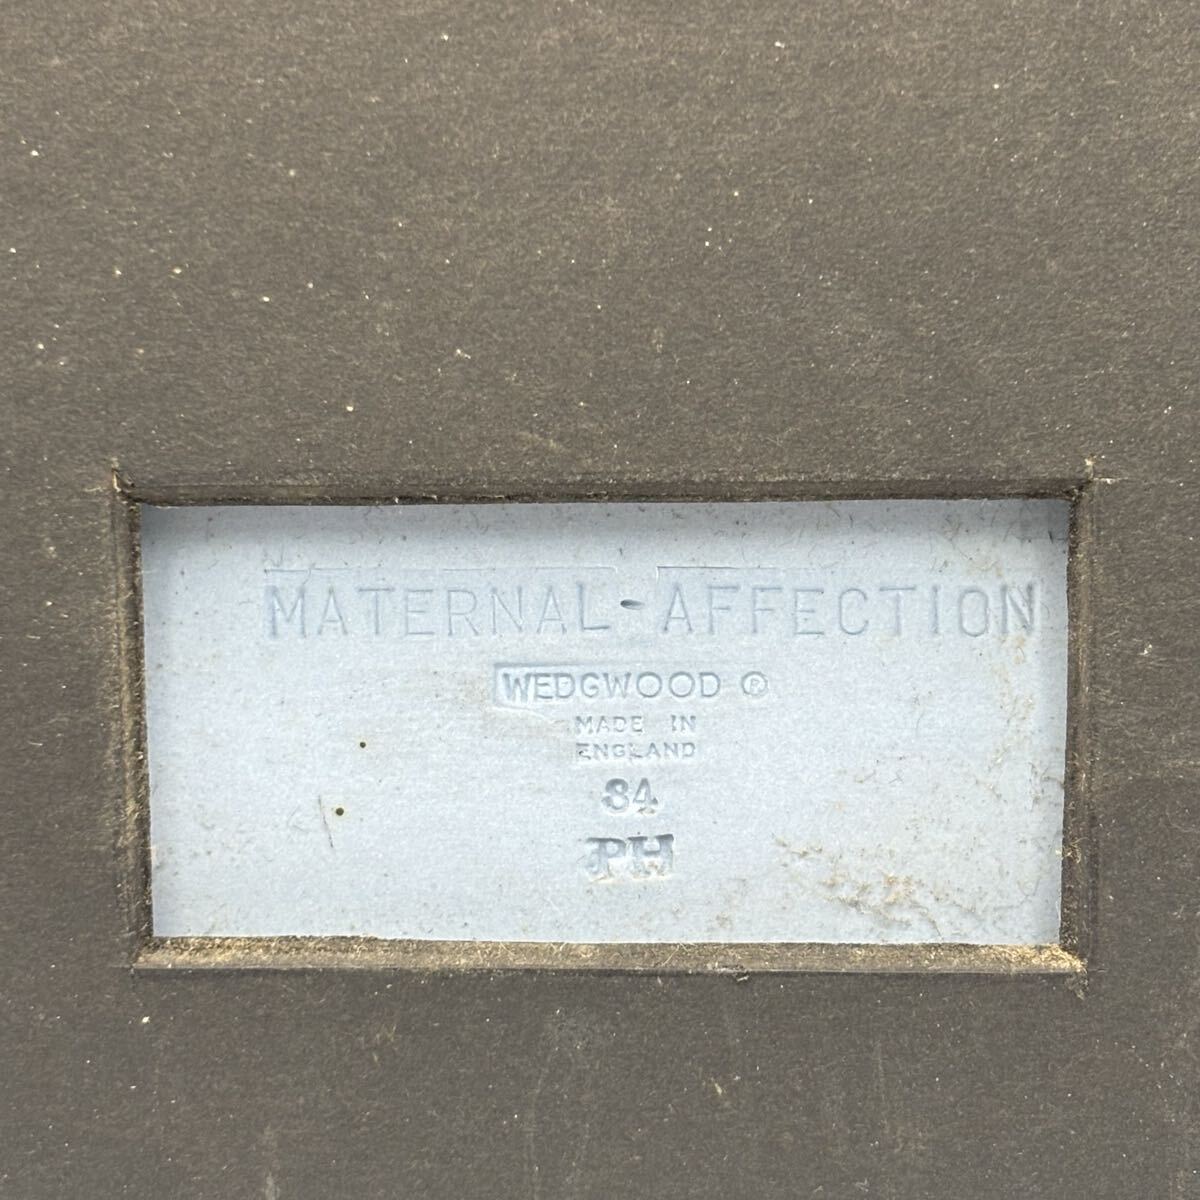 MATERNAL-AFFECTION
WEDGWOOD ®
MADE IN
ENGLAND
84
PH